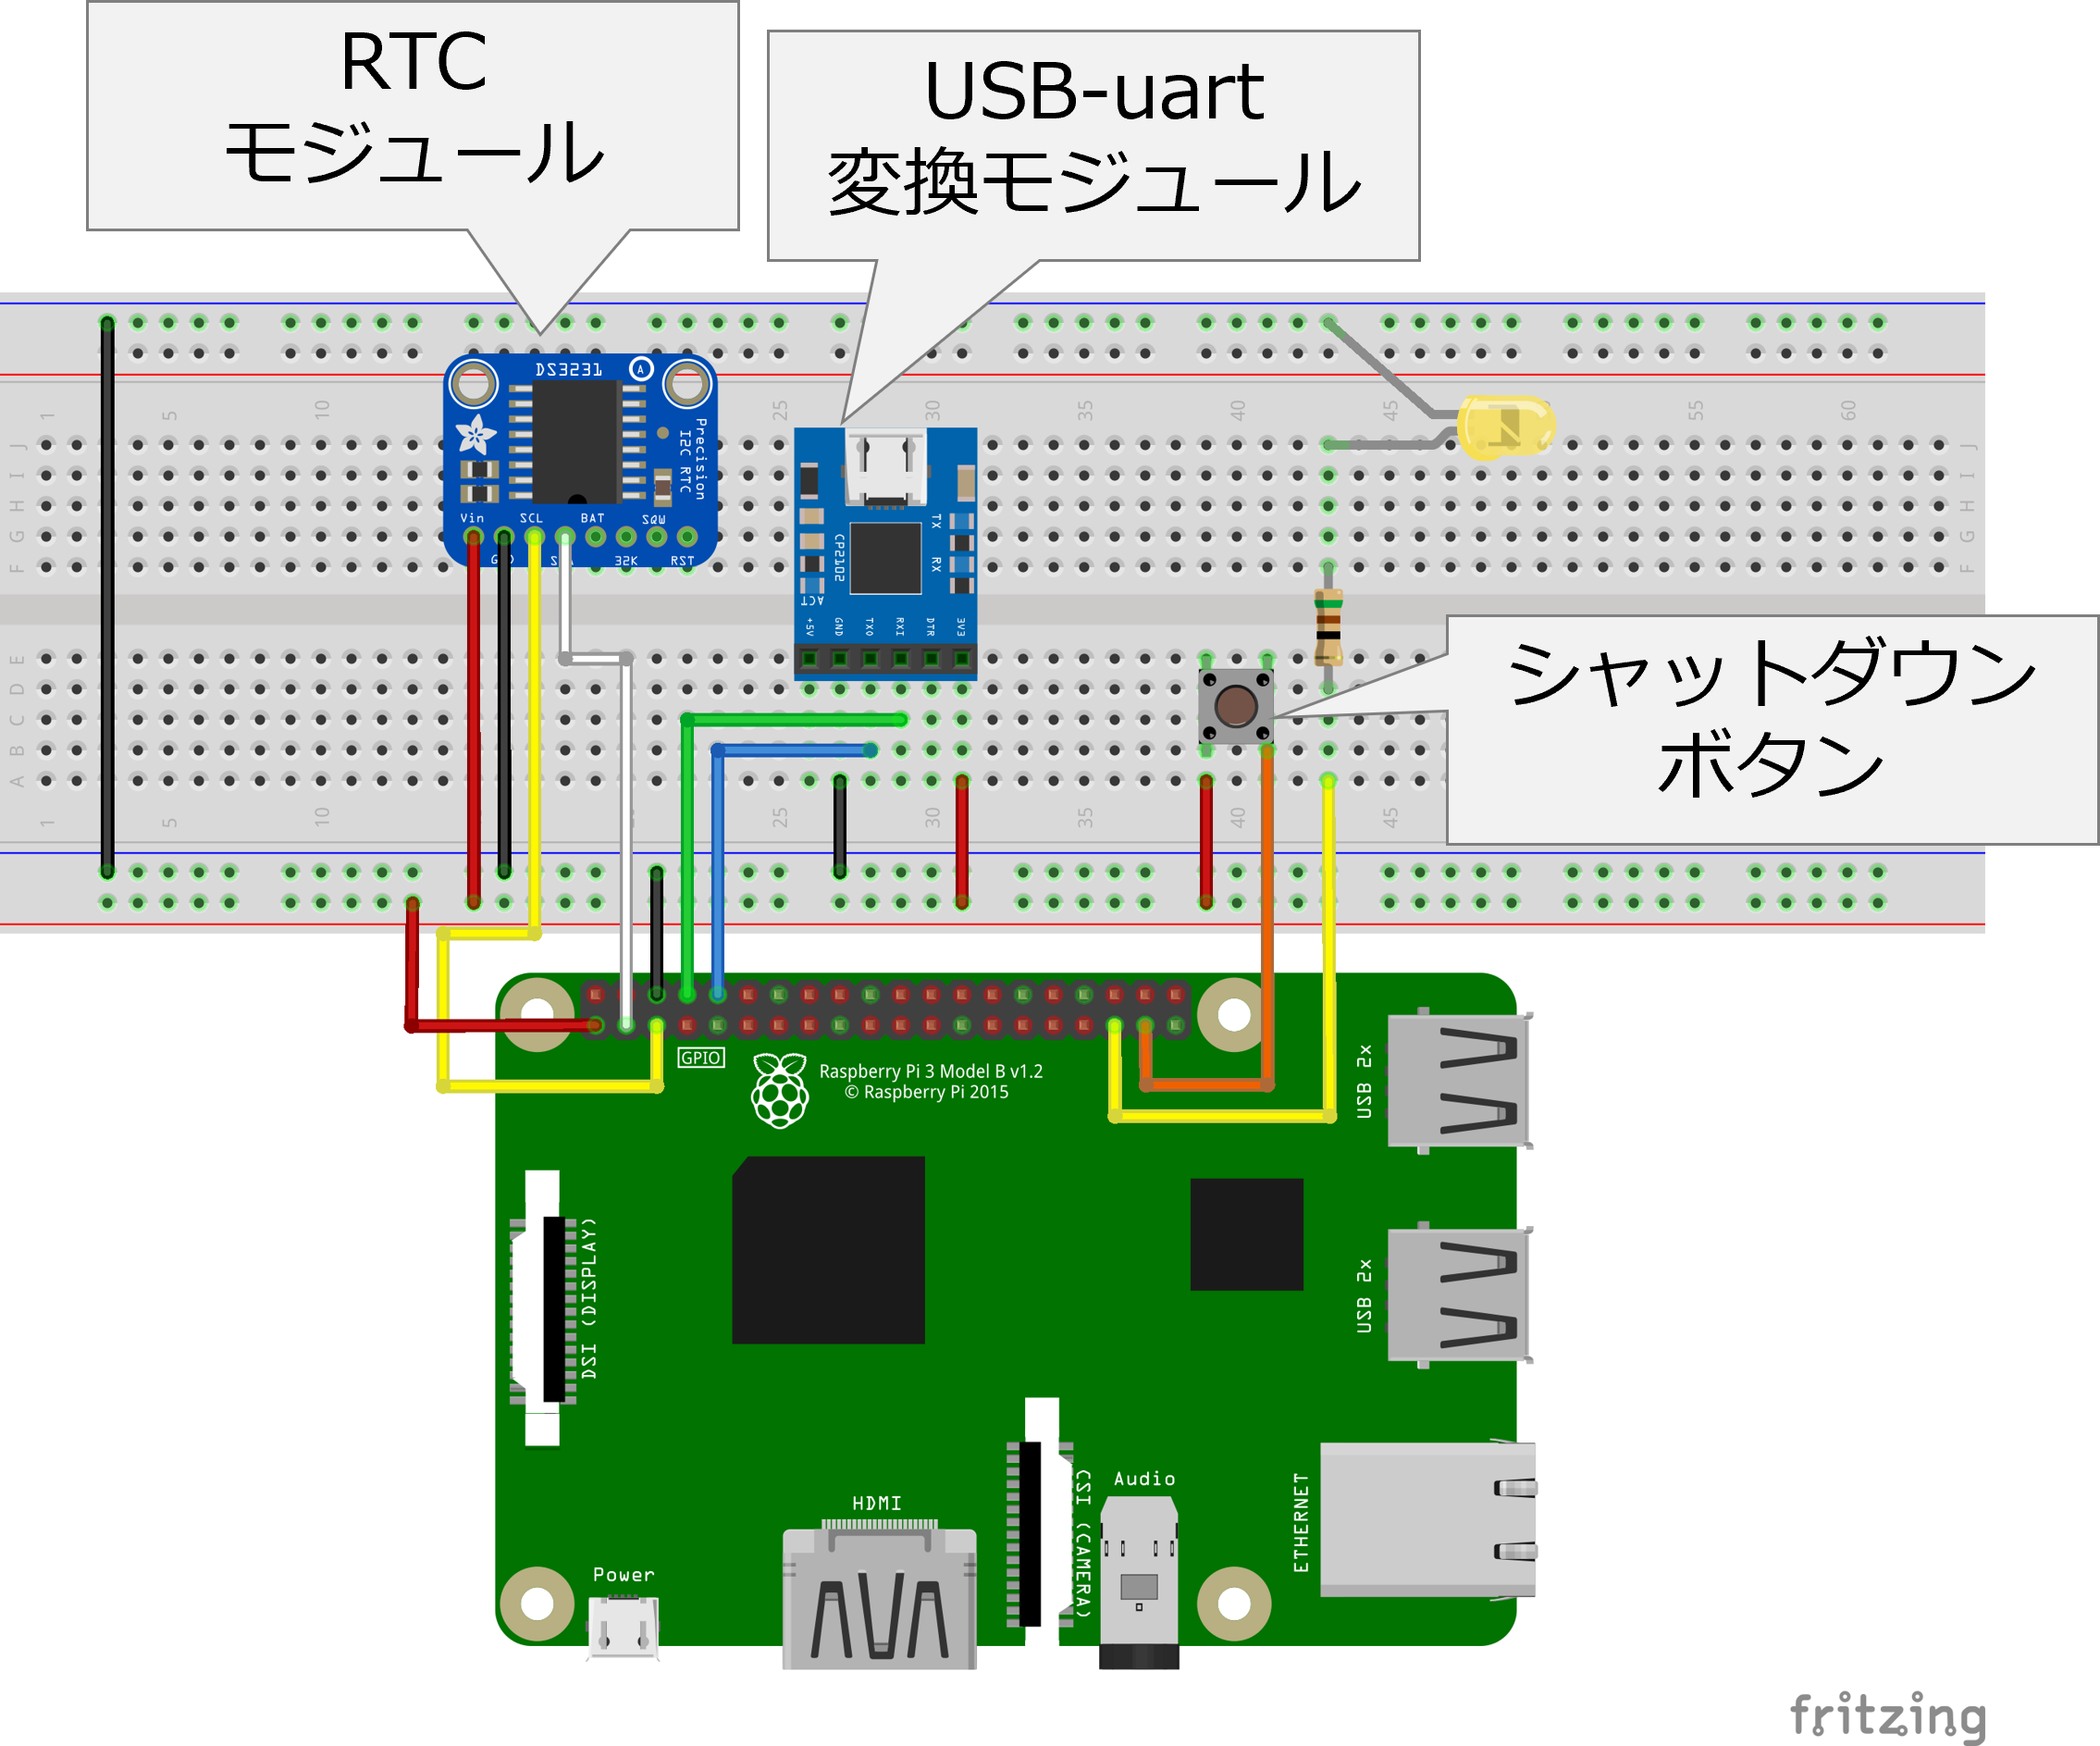 RTC
モジュール
USB-uart
変換モジュール
シャットダウン
ボタン
1 5 10 25 30 35 40 45 55 60
J
I
H
G
F
E
D
C
B
A
J
I
H
G
F
1 5 10 25 30 35 40 45
DS3231
A
Precision
I2C RTC
Vin
SCL
BAT
SQW
32K
RST
TX
RX
CP2102
ACT
+5V
GND
TXO
RXI
DTR
3V3
GPIO
Raspberry Pi 3 Model B v1.2
© Raspberry Pi 2015
USB 2x
USB 2x
DSI (DISPLAY)
CSI (CAMERA)
Audio
HDMI
ETHERNET
Power
fritzing